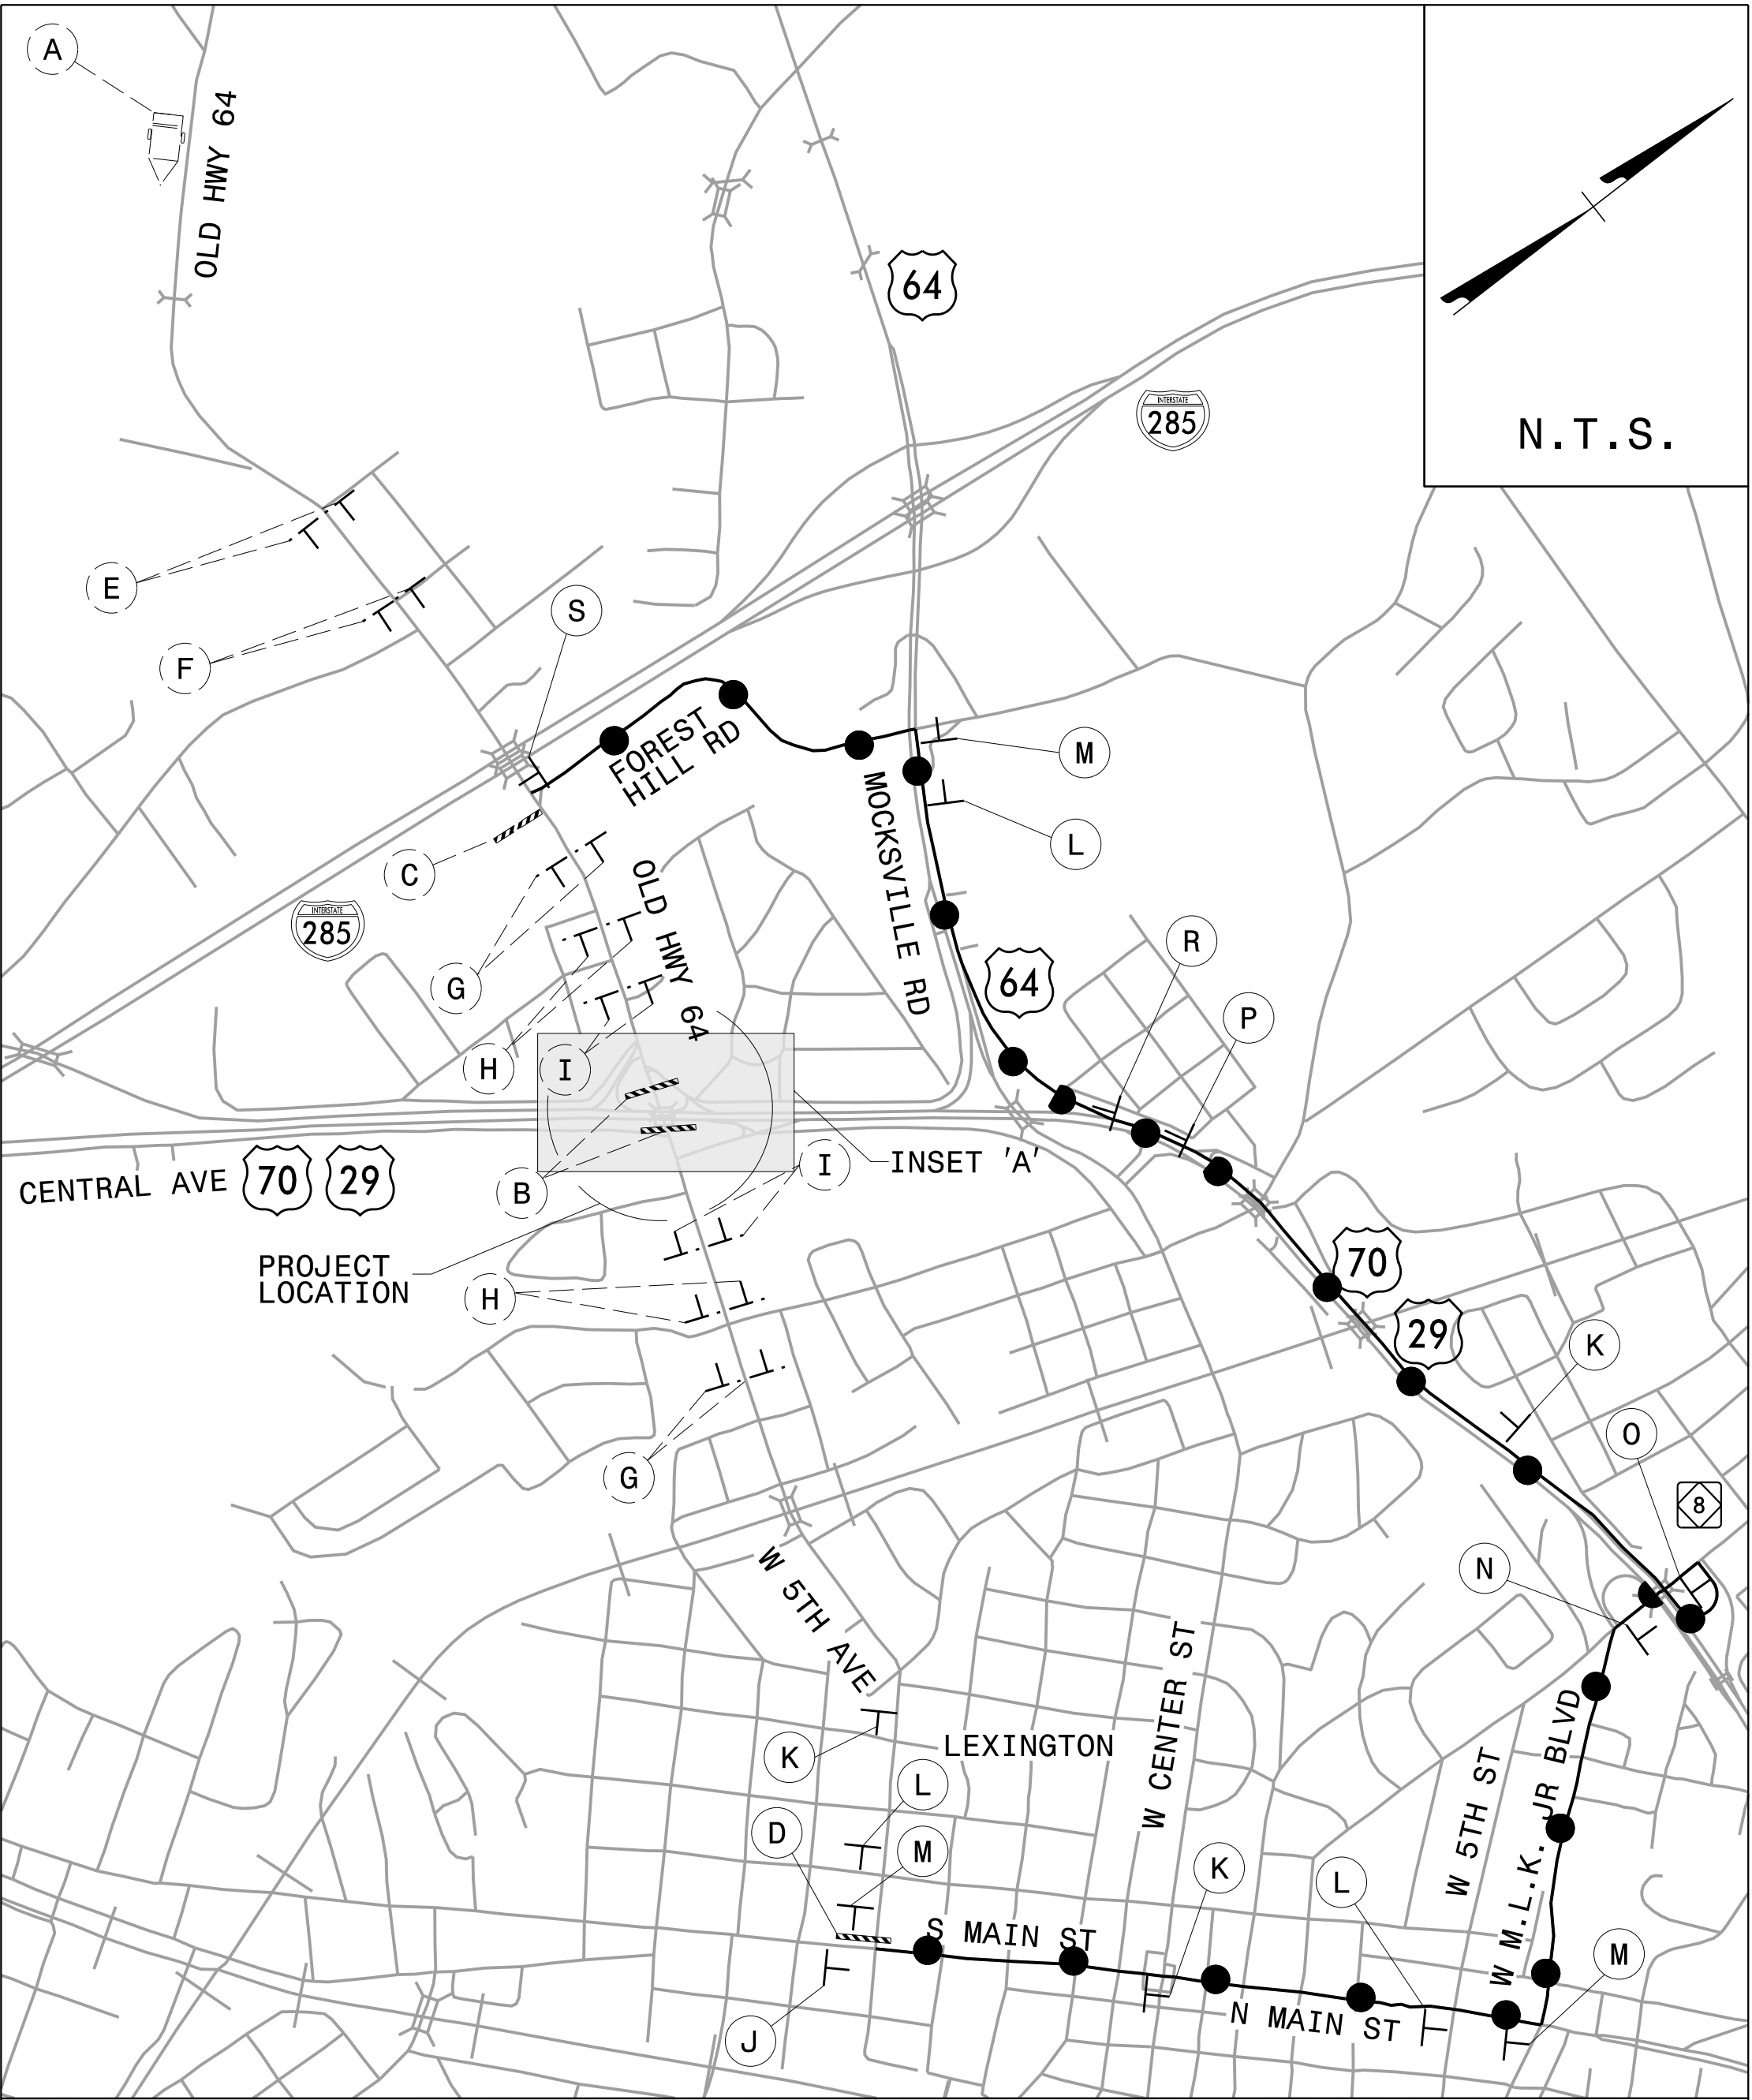 A
OLD HWY 64
64
INTERSTATE
285
N.T.S.
E
F
S
FOREST
HILL RD
M
L
C
INTERSTATE
285
MOCKSVILLE RD
OLD HWY 64
G
R
64
P
H
I
INSET 'A'
I
CENTRAL AVE
70
29
B
PROJECT
LOCATION
H
70
29
K
O
G
8
W 5TH AVE
N
W CENTER ST
K
LEXINGTON
L
W M.L.K. JR BLVD
W 5TH ST
D
M
K
L
S MAIN ST
M
N MAIN ST
J